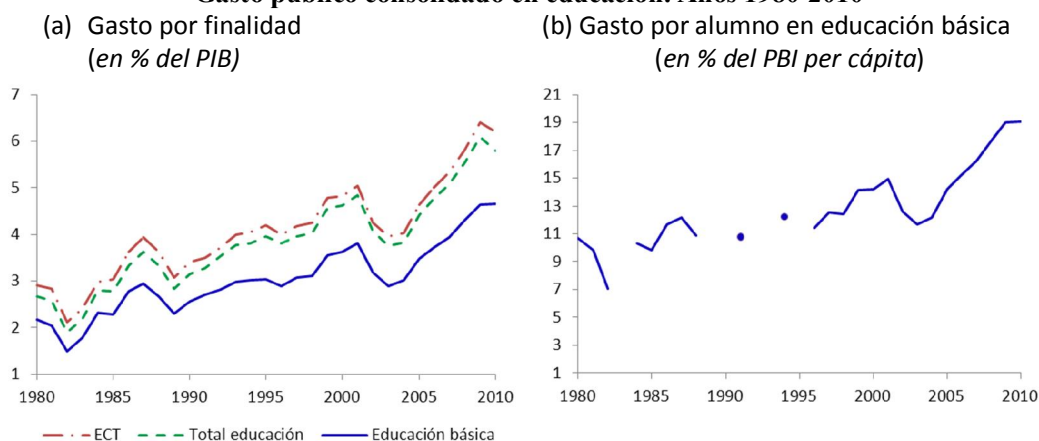 Gasto público consolidado en educación. Años 1980-2010
(a) Gasto por finalidad
(en % del PIB)
(b) Gasto por alumno en educación básica
(en % del PBI per cápita)
7
6
5
4
3
2
1
1980 1985 1990 1995 2000 2005 2010
ECT Total educación Educación básica
21
19
17
15
13
11
9
7
5
3
1
1980 1985 1990 1995 2000 2005 2010